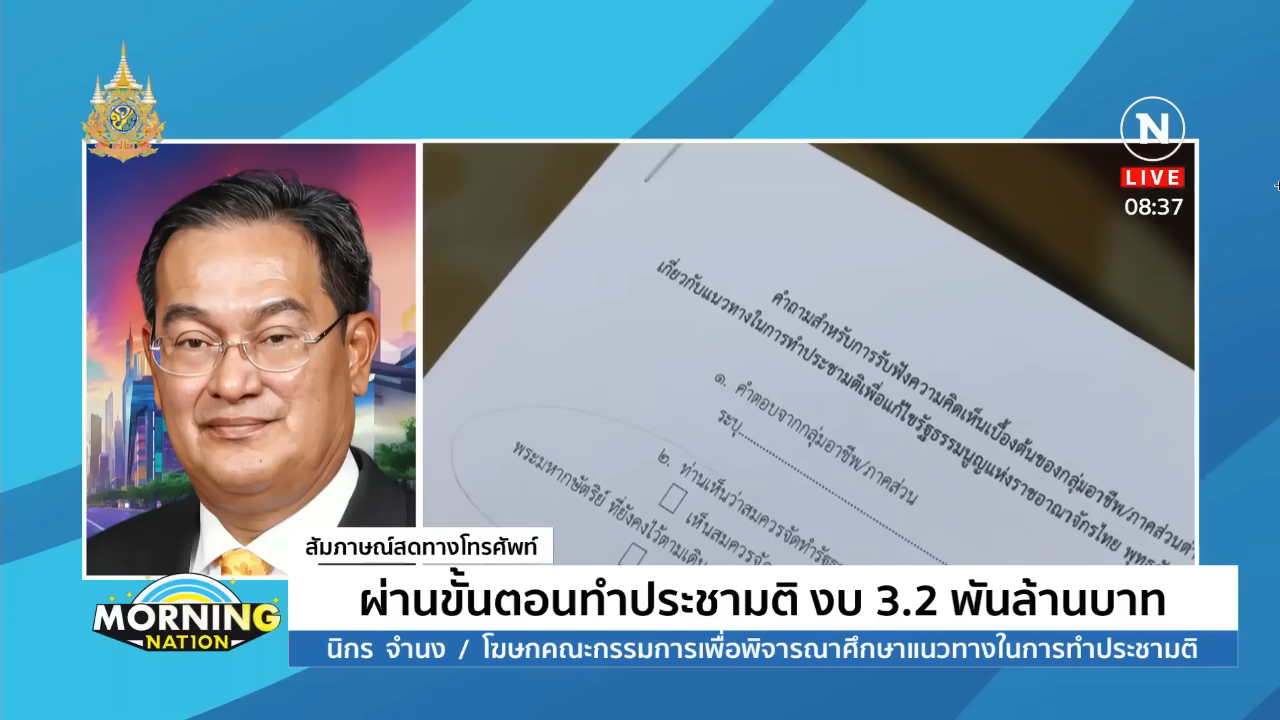 N
LIVE
08:37
คำถามสำหรับการรับฟังความคิดเห็นเบื้องต้นของกลุ่มอาชีพ/ภาคส่วนต่า
เกี่ยวกับแนวทางในการทำประชามติเพื่อแก้ไขรัฐธรรมนูญแห่งราชอาณาจักรไทย
๑. คำตอบจากกลุ่มอาชีพ/ภาคส่วน
ระบุ
๒. ท่านเห็นว่าสมควรจัดทำ
พระมหากษัตริย์ ที่ยังคงไว้ตามเดิม
สัมภาษณ์สดทางโทรศัพท์
ผ่านขั้นตอนทำประชามติ งบ 3.2 พันล้านบาท
MORNING
NATION
นิกร จำนง / โฆษกคณะกรรมการเพื่อพิจารณาศึกษาแนวทางในการทำประชามติ